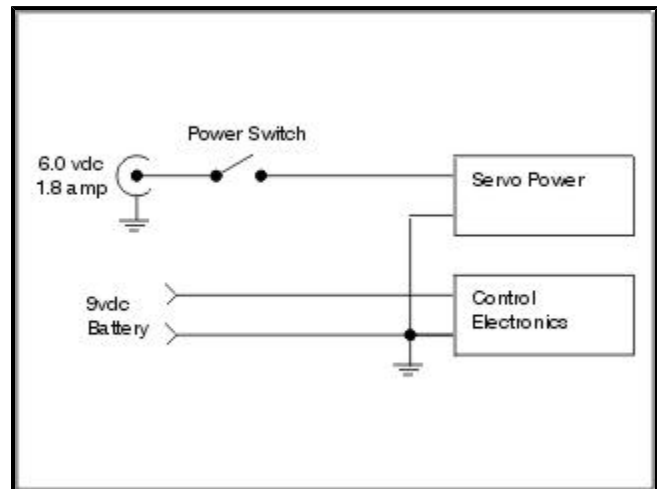 Power Switch
6.0 vdc
1.8 amp
Servo Power
9vdc
Battery
Control
Electronics